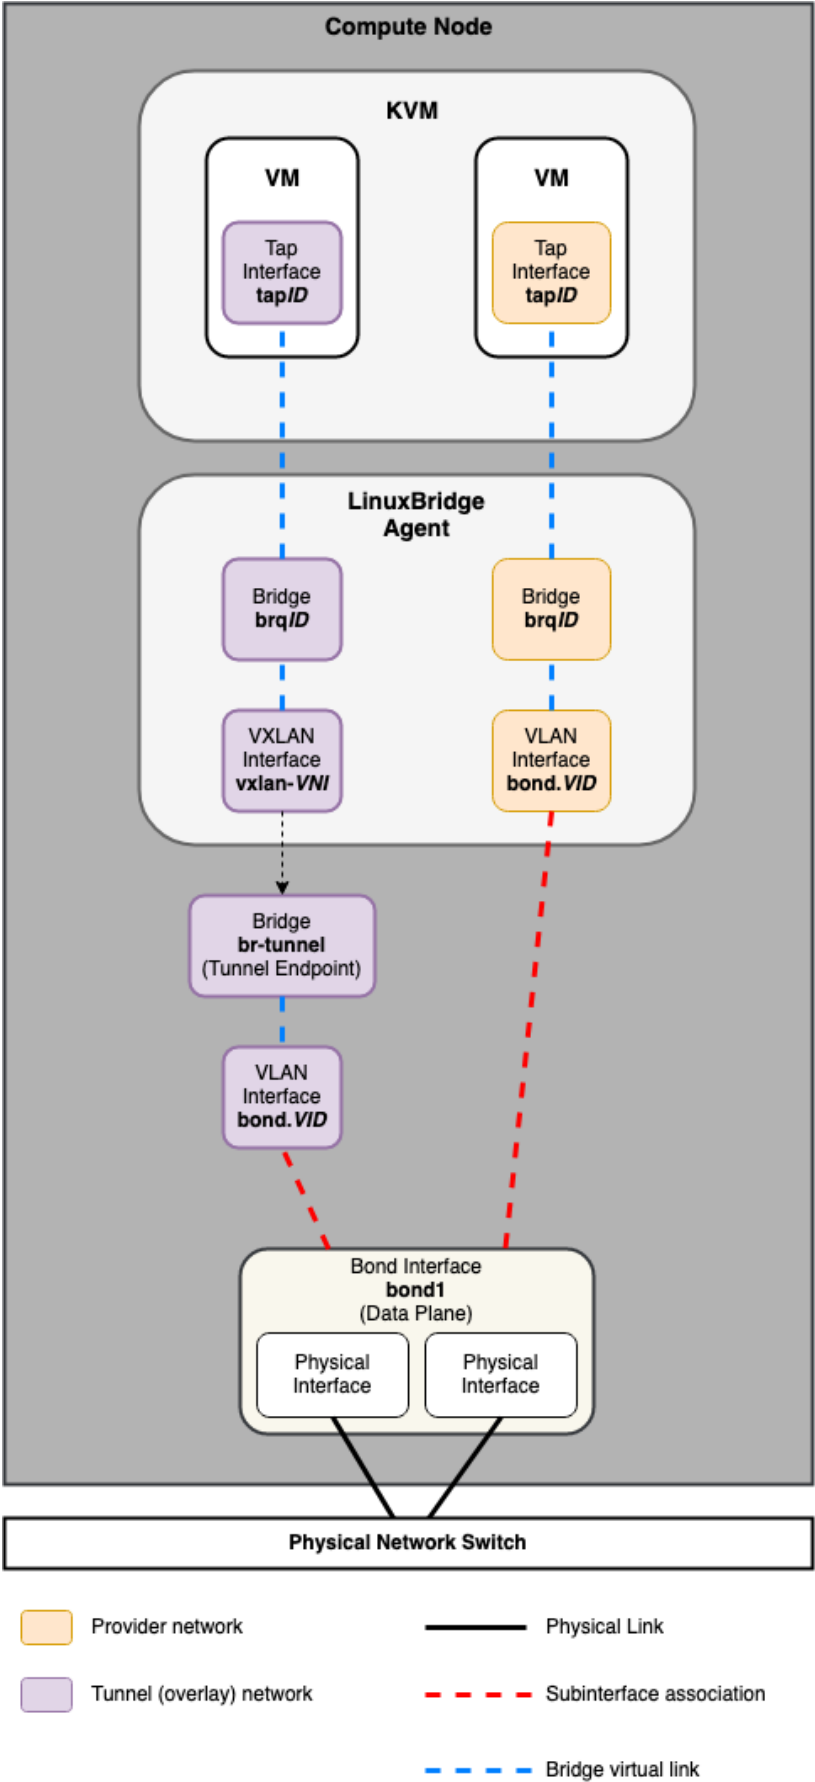 Compute Node
KVM
VM
VM
Tap
Interface
tapID
Tap
Interface
tapID
LinuxBridge
Agent
Bridge
brqID
Bridge
brqID
VXLAN
Interface
vxlan-VNI
VLAN
Interface
bond.VID
Bridge
br-tunnel
(Tunnel Endpoint)
VLAN
Interface
bond.VID
Bond Interface
bond1
(Data Plane)
Physical
Interface
Physical
Interface
Physical Network Switch
Provider network
Physical Link
Tunnel (overlay) network
Subinterface association
Bridge virtual link